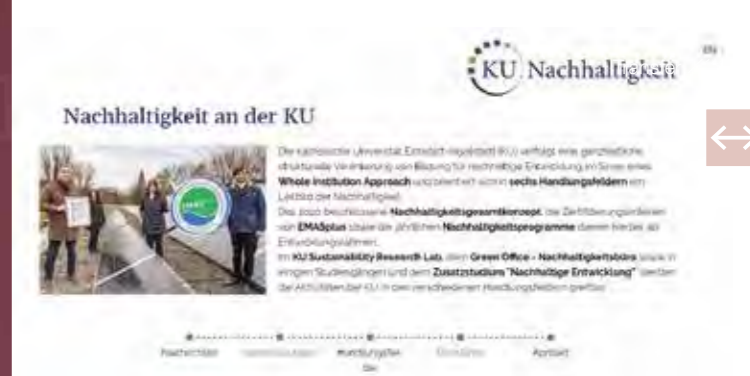 EN
KU Nachhaltigkeit
Nachhaltigkeit an der KU
Die Katholische Universität Eichstätt-Ingolstadt (KU) verfolgt eine ganzheitliche
strukturelle Verankerung von Bildung für nachhaltige Entwicklung im Sinne eines
Whole Institution Approach und orientiert sich in sechs Handlungsfeldern am
Leitbild der Nachhaltigkeit.
Das 2010 beschlossene Nachhaltigkeitsgesamtkonzept, die Zertifizierungskriterien
von EMASplus sowie die jährlichen Nachhaltigkeitsprogramme dienen hierbei als
Entwicklungsrahmen.
Im KU Sustainability Research Lab, dem Green Office - Nachhaltigkeitsbüro sowie in
einigen Studiengängen und dem Zusatzstudium "Nachhaltige Entwicklung" werden
die Aktivitäten der KU in den verschiedenen Handlungsfeldern greifbar.
Kontakt